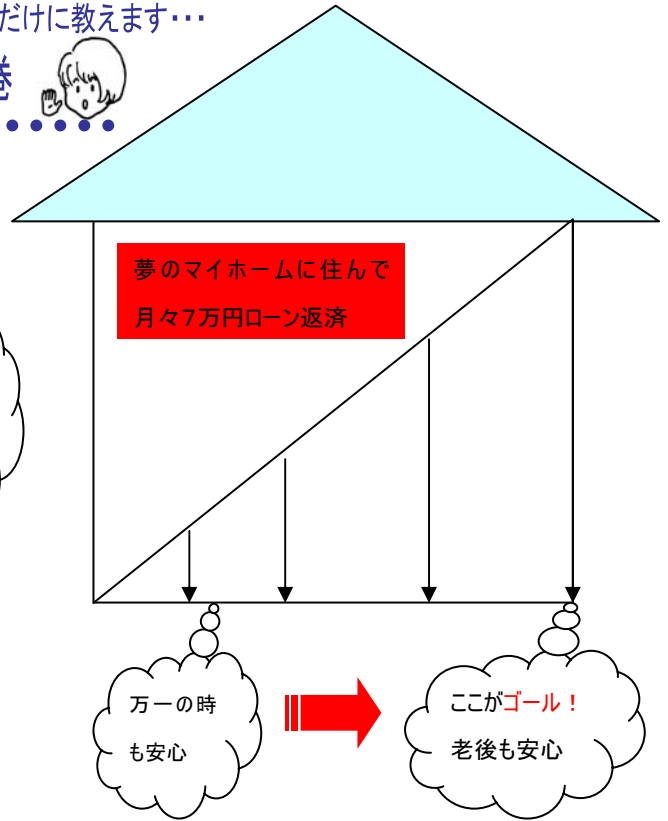 だけに教えます・・・
巻
夢のマイホームに住んで
月々7万円ローン返済
万一の時
も安心
ここがゴール！
老後も安心